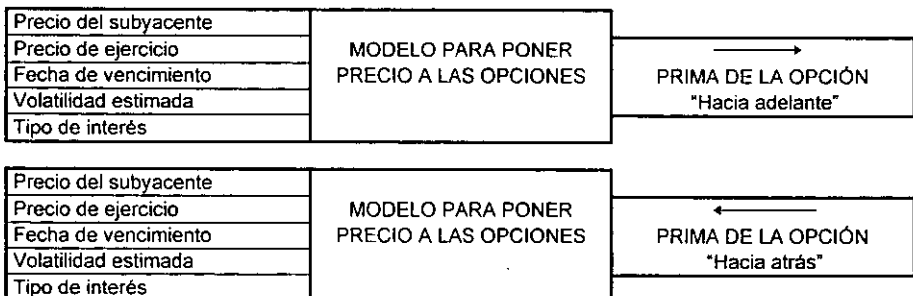 Precio del subyacente
Precio de ejercicio
Fecha de vencimiento
Volatilidad estimada
Tipo de interés
MODELO PARA PONER
PRECIO A LAS OPCIONES
PRIMA DE LA OPCIÓN
"Hacia adelante"
Precio del subyacente
Precio de ejercicio
Fecha de vencimiento
Volatilidad estimada
Tipo de interés
MODELO PARA PONER
PRECIO A LAS OPCIONES
PRIMA DE LA OPCIÓN
"Hacia atrás"